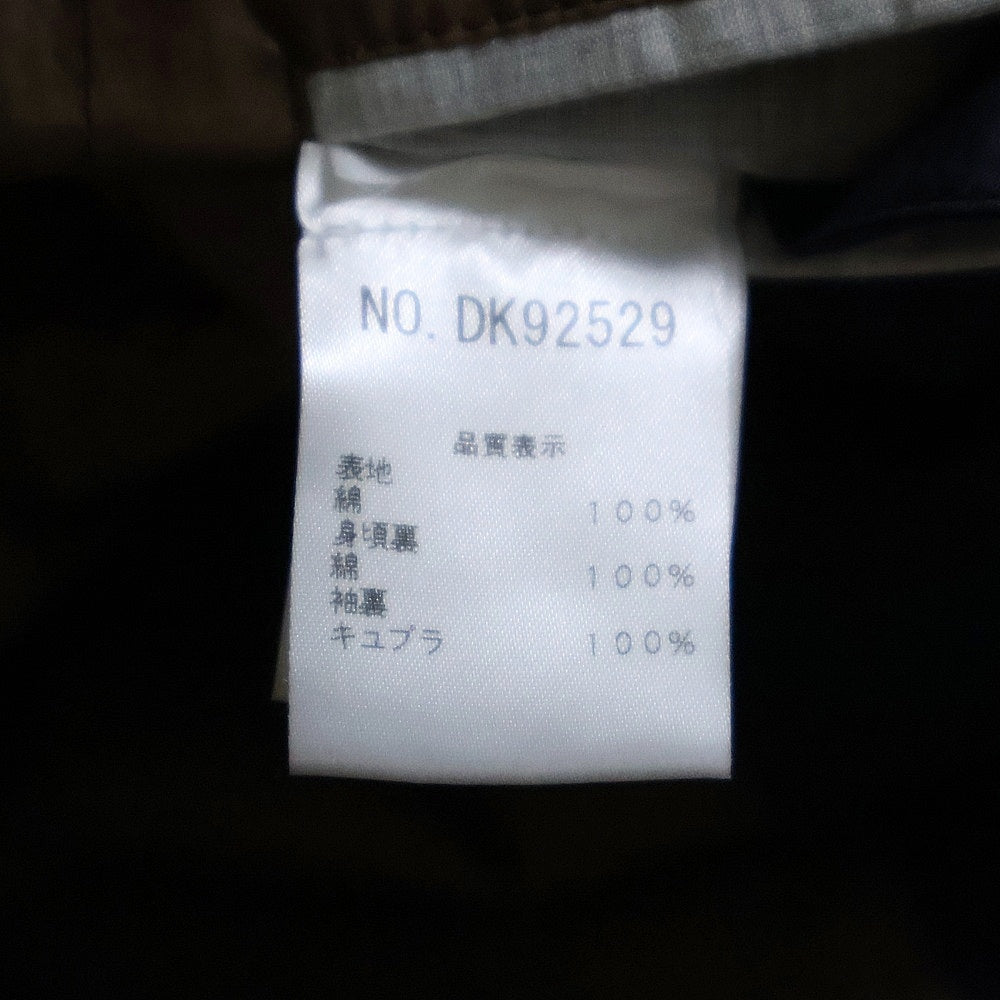 NO. DK92529
品質表示
表地
綿 100%
身頃裏
綿 100%
袖裏
キュプラ 100%